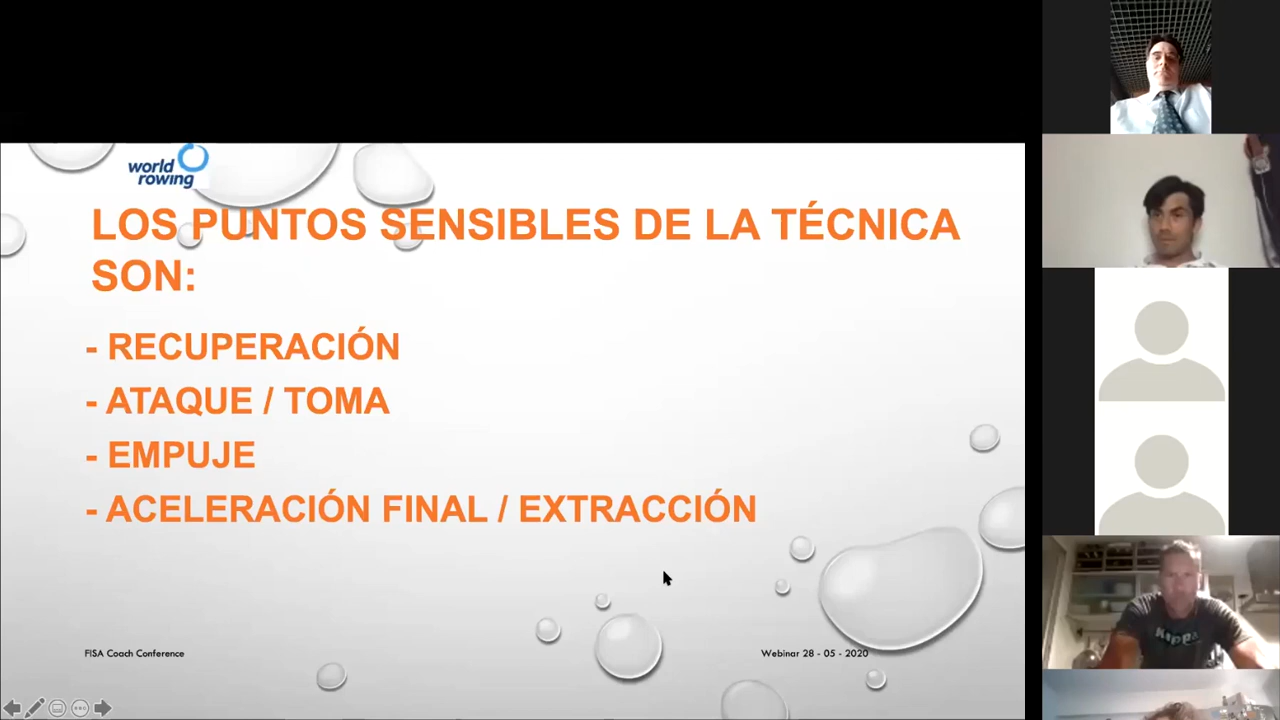 world
rowing
LOS PUNTOS SENSIBLES DE LA TÉCNICA
SON:
- RECUPERACIÓN
- ATAQUE / TOMA
- EMPUJE
- ACELERACIÓN FINAL / EXTRACCIÓN
FISA Coach Conference
Webinar 28 - 05 - 2020
Kappa